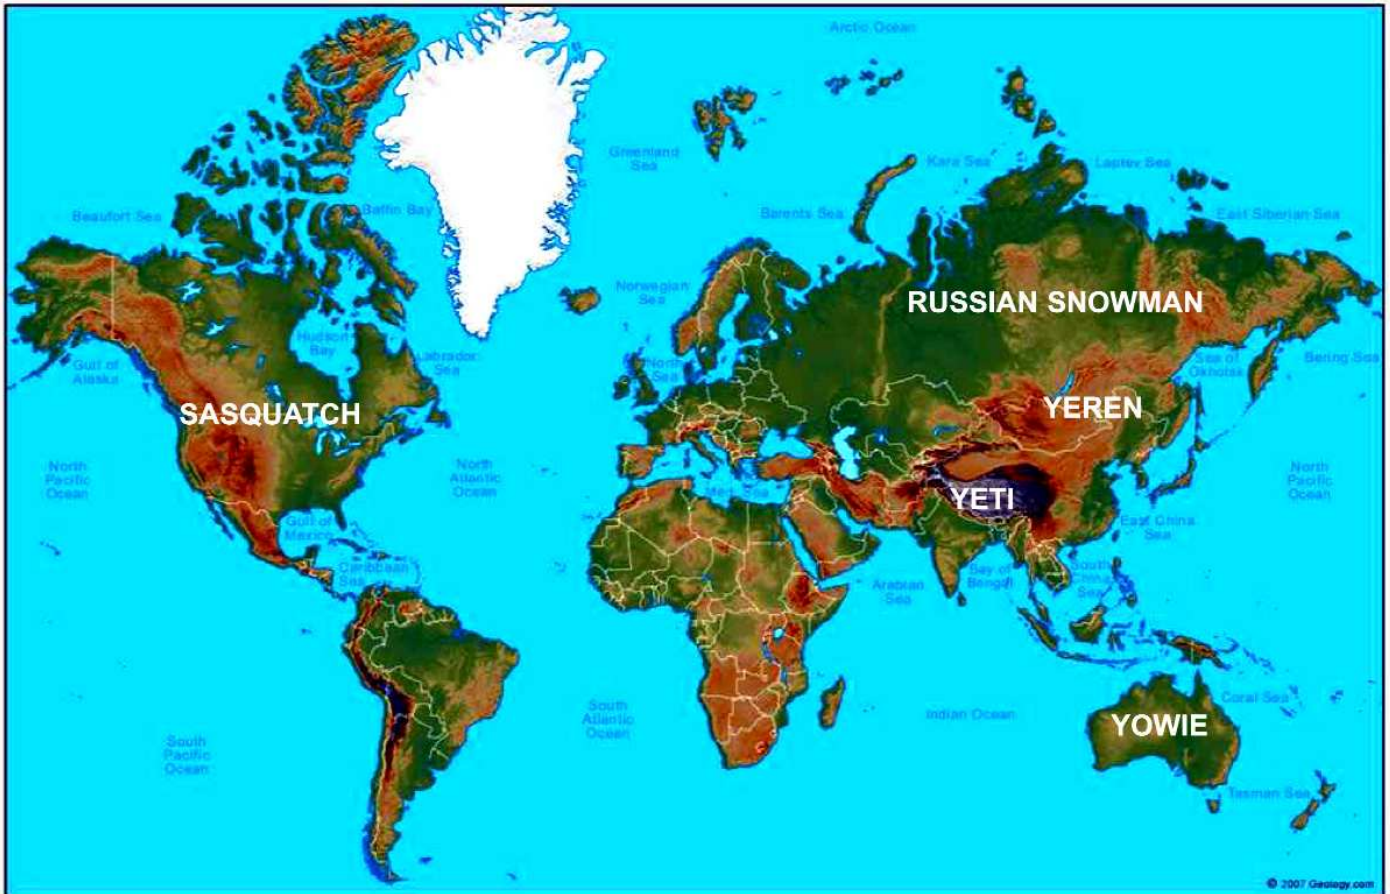 Arctic Ocean
Greenland
Sea
Kara Sea
Laptev Sea
Beaufort Sea
Baffin Bay
Barents Sea
East Siberian Sea
Norwegian
Sea
RUSSIAN SNOWMAN
Hudson
Bay
Gulf of
Alaska
Labrador
Sea
North
Sea
Sea of
Okhotsk
Bering Sea
SASQUATCH
YEREN
North
Pacific
Ocean
North
Atlantic
Ocean
Med. Sea
YETI
North
Pacific
Ocean
Gulf of
Mexico
East China
Sea
Caribbean
Sea
Arabian
Sea
Bay of
Bengal
South
China
Sea
South
Pacific
Ocean
South
Atlantic
Ocean
Indian Ocean
Coral Sea
YOWIE
Tasman Sea
© 2007 Geology.com